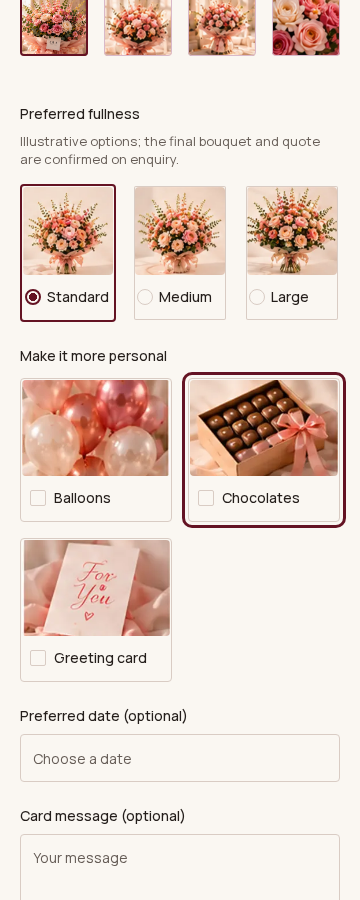 Preferred fullness
Illustrative options; the final bouquet and quote
are confirmed on enquiry.
Standard
Medium
Large
Make it more personal
Balloons
Chocolates
For
You
Greeting card
Preferred date (optional)
Choose a date
Card message (optional)
Your message